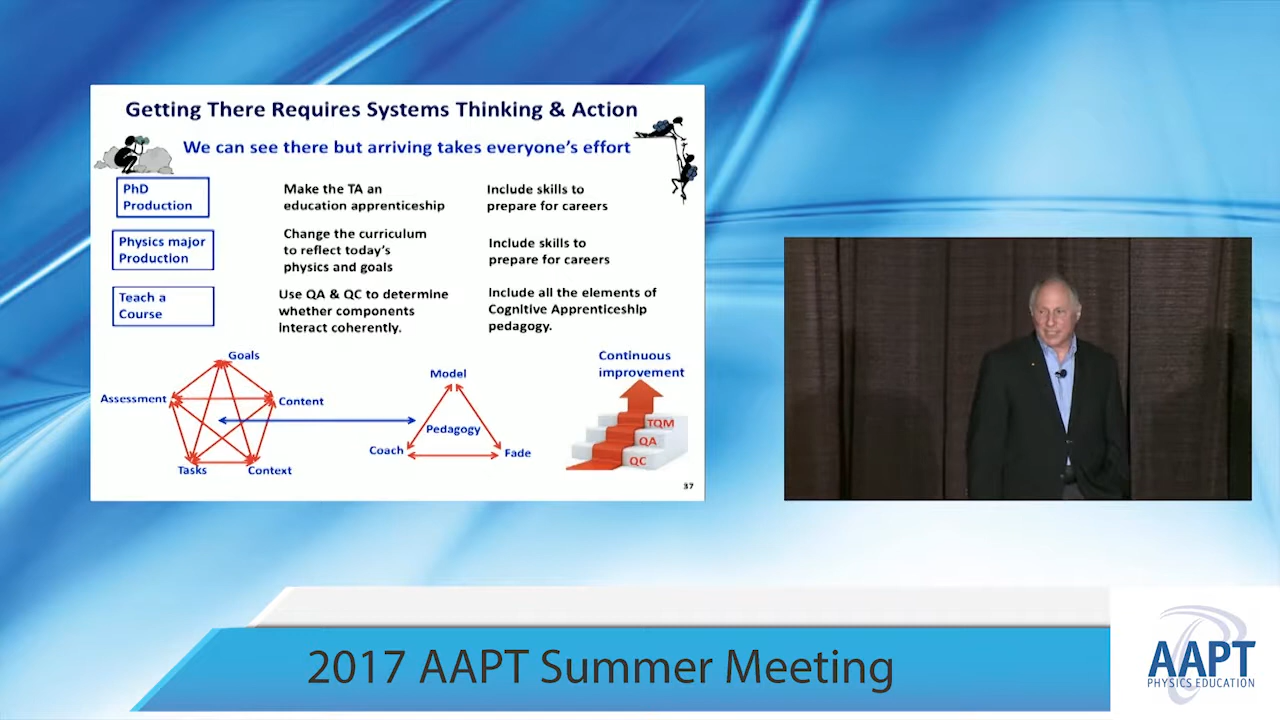 Getting There Requires Systems Thinking & Action
We can see there but arriving takes everyone's effort
PhD
Production
Make the TA an
education apprenticeship
Include skills to
prepare for careers
Physics major
Production
Change the curriculum
to reflect today's
physics and goals
Include skills to
prepare for careers
Teach a
Course
Use QA & QC to determine
whether components
interact coherently.
Include all the elements of
Cognitive Apprenticeship
pedagogy.
Goals
Assessment
Content
Tasks
Context
Model
Pedagogy
Coach
Fade
Continuous
improvement
TQM
QA
QC
37
2017 AAPT Summer Meeting
AAPT
PHYSICS EDUCATION